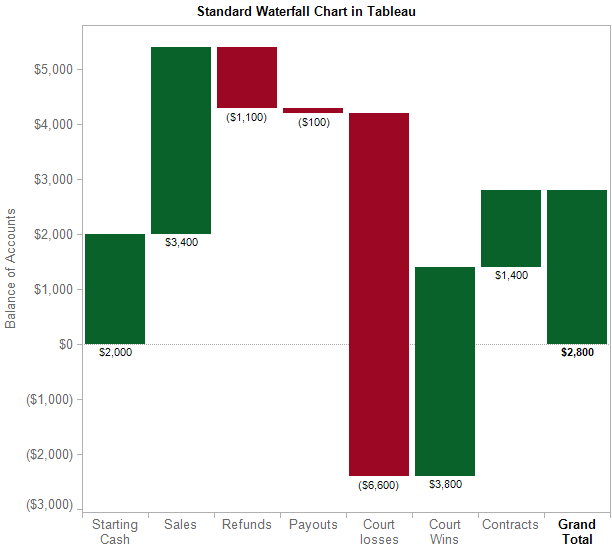 Standard Waterfall Chart in Tableau
Balance of Accounts
$5,000
$4,000
$3,000
$2,000
$1,000
$0
($1,000)
($2,000)
($3,000)
$2,000
$3,400
($1,100)
($100)
($6,600)
$3,800
$1,400
$2,800
Starting
Cash
Sales
Refunds
Payouts
Court
losses
Court
Wins
Contracts
Grand
Total